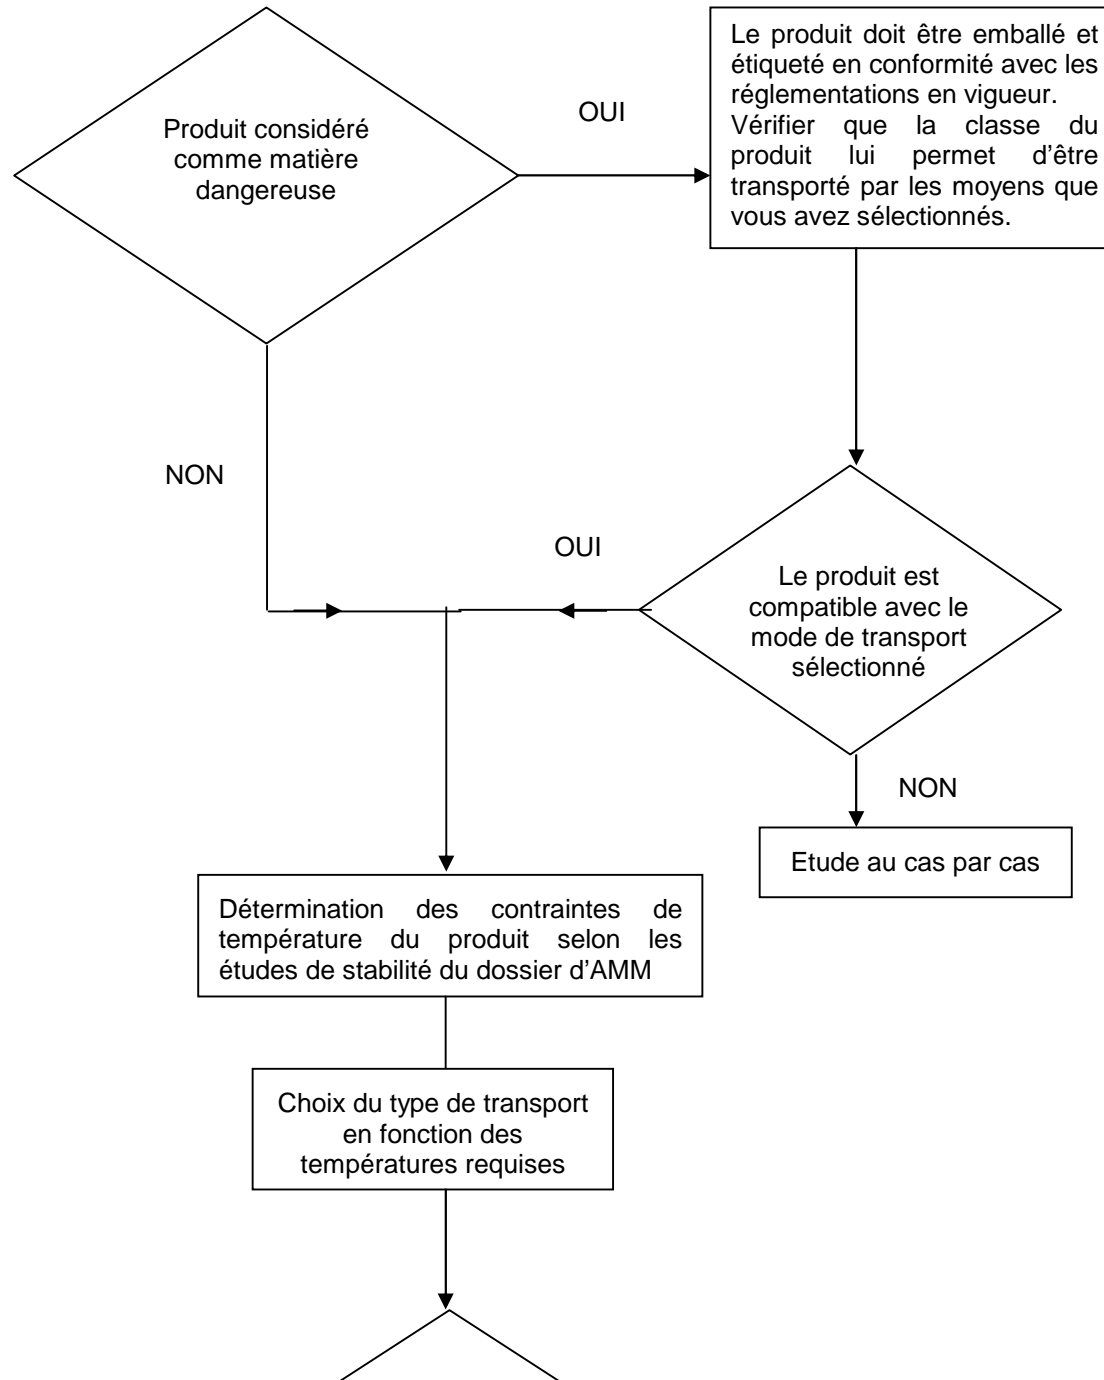 Produit considéré
comme matière
dangereuse
OUI
Le produit doit être emballé et
étiqueté en conformité avec les
réglementations en vigueur.
Vérifier que la classe du
produit lui permet d'être
transporté par les moyens que
vous avez sélectionnés.
NON
OUI
Le produit est
compatible avec le
mode de transport
sélectionné
NON
Etude au cas par cas
Détermination des contraintes de
température du produit selon les
études de stabilité du dossier d'AMM
Choix du type de transport
en fonction des
températures requises